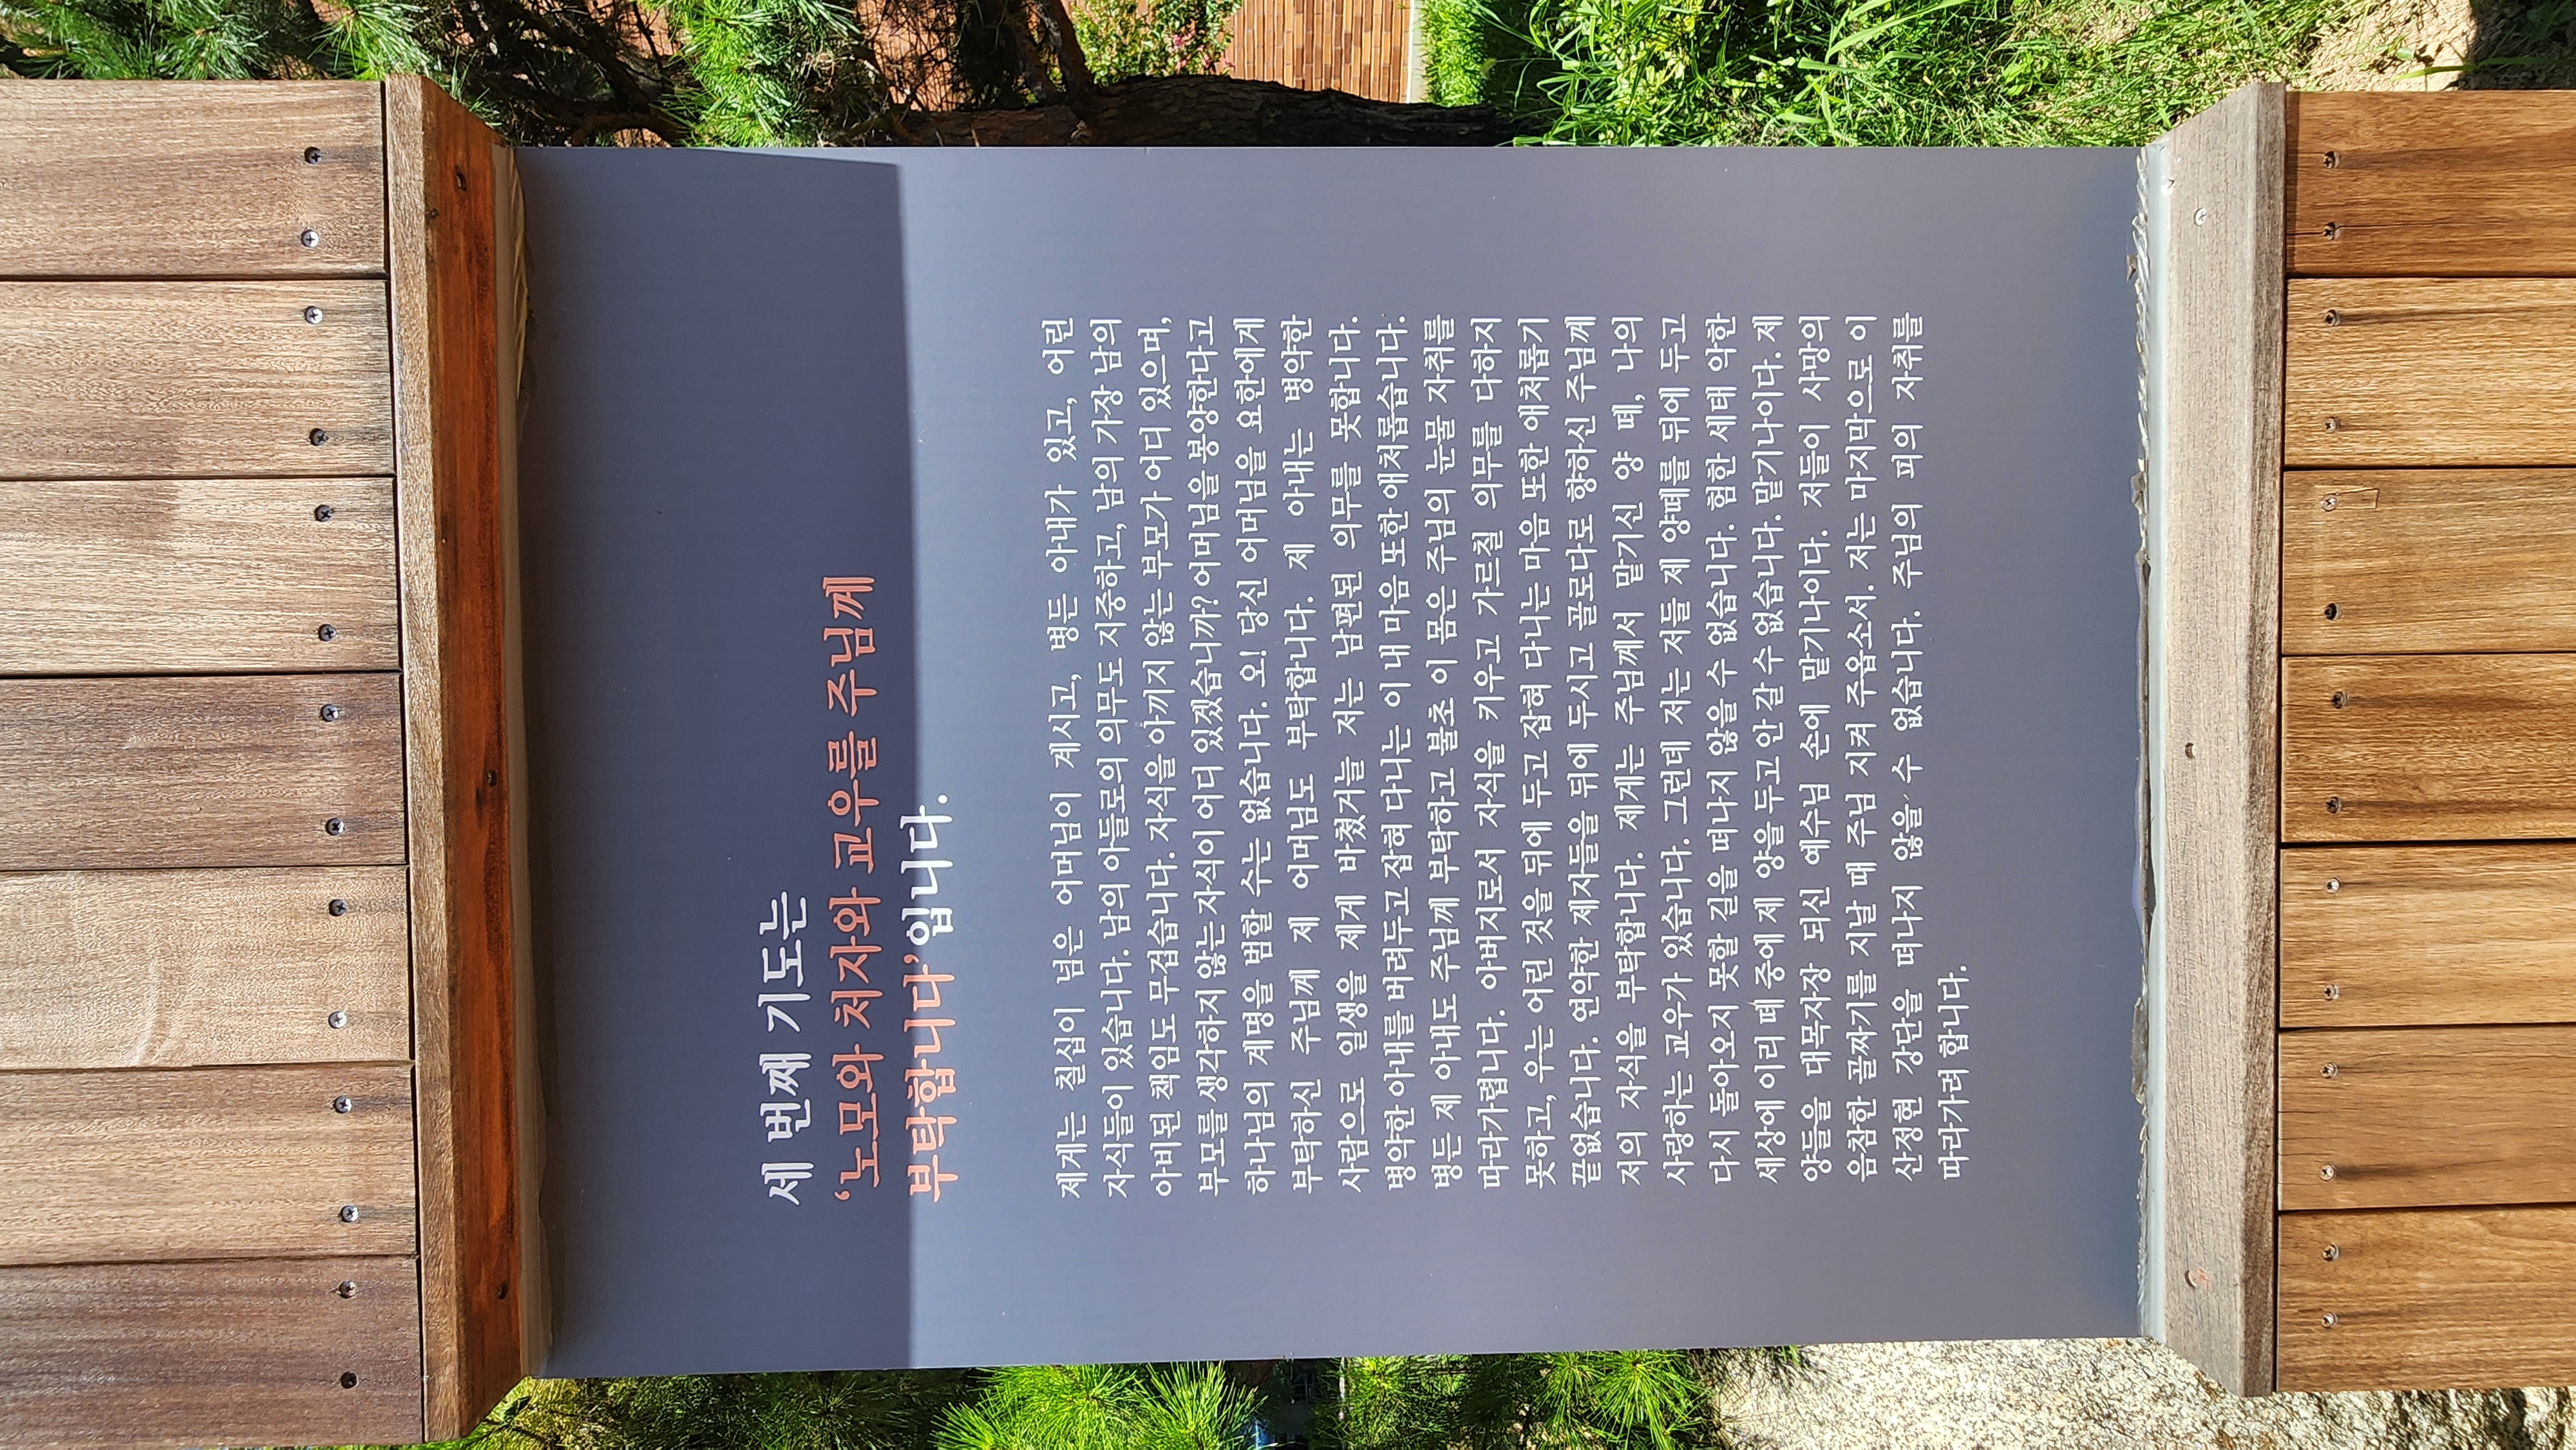 세 번째 기도는
‘노모와 처자와 교우를 주님께
부탁합니다’ 입니다.
제게는 칠십이 넘은 어머님이 계시고, 병든 아내가 있고, 어린
자식들이 있습니다. 남의 아들로의 의무도 지중하고, 남의 가장 남의
아비된 책임도 무겁습니다. 자식을 아끼지 않는 부모가 어디 있으며,
부모를 생각하지 않는 자식이 어디 있겠습니까? 어머님을 봉양한다고
하나님의 계명을 범할 수는 없습니다. 오! 당신 어머님을 요한에게
부탁하신 주님께 제 어머님도 부탁합니다. 제 아내는 병약한
사람으로 일생을 제게 바쳤거늘 저는 남편된 의무를 못합니다.
병약한 아내를 버려두고 잡혀 다니는 이 내 마음 또한 애처롭습니다.
병든 제 아내도 주님께 부탁하고 불초 이 몸은 주님의 눈물 자취를
따라가렵니다. 아버지로서 자식을 키우고 가르칠 의무를 다하지
못하고, 우는 어린 것을 뒤에 두고 잡혀 다니는 마음 또한 애처롭기
끝없습니다. 연약한 제자들을 뒤에 두시고 골로다로 향하신 주님께
저의 자식을 부탁합니다. 제게는 주님께서 맡기신 양 떼, 나의
사랑하는 교우가 있습니다. 그런데 저는 저들 제 양떼를 뒤에 두고
다시 돌아오지 못할 길을 떠나지 않을 수 없습니다. 험한 세태 악한
세상에 이리 떼 중에 제 양을 두고 안 갈 수 없습니다. 맡기나이다. 제
양들을 대목자장 되신 예수님 손에 맡기나이다. 저들이 사망의
음참한 골짜기를 지날 때 주님 지켜 주옵소서. 저는 마지막으로 이
산정현 강단을 떠나지 않을 수 없습니다. 주님의 피의 자취를
따라가려 합니다.